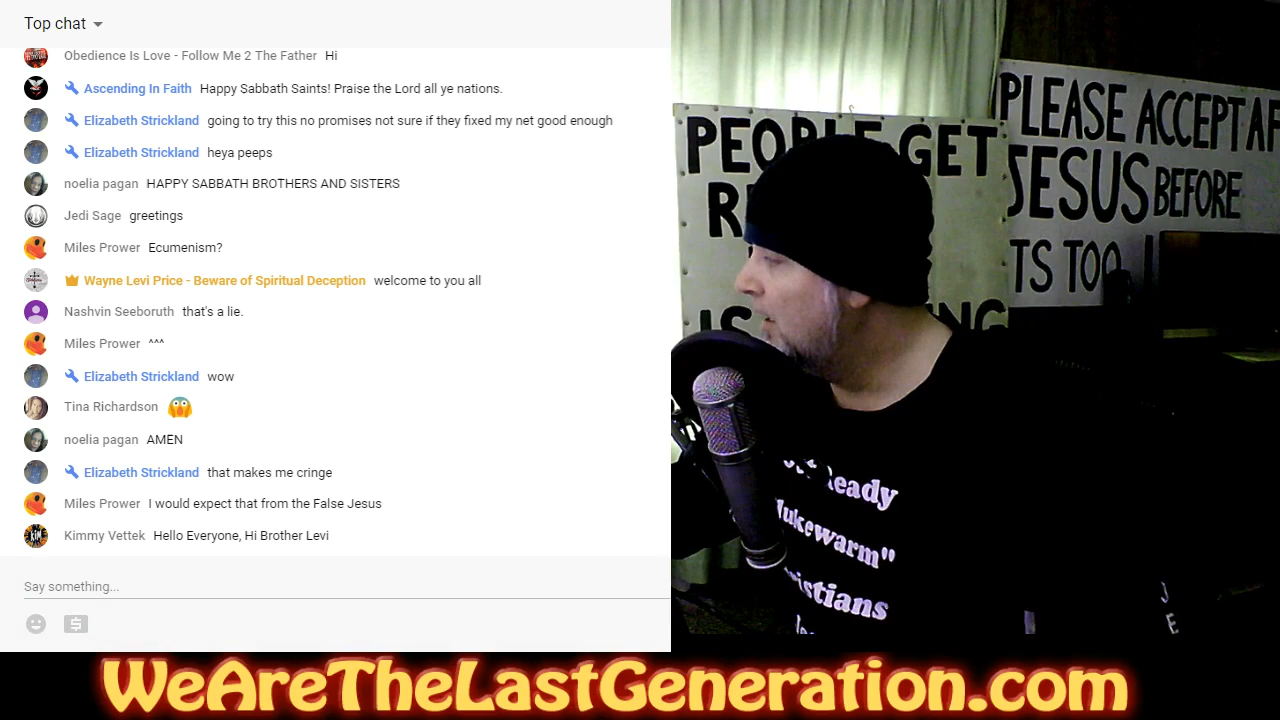 Top chat
Obedience Is Love - Follow Me 2 The Father Hi
Ascending In Faith Happy Sabbath Saints! Praise the Lord all ye nations.
Elizabeth Strickland going to try this no promises not sure if they fixed my net good enough
Elizabeth Strickland heya peeps
noelia pagan HAPPY SABBATH BROTHERS AND SISTERS
Jedi Sage greetings
Miles Prower Ecumenism?
Wayne Levi Price - Beware of Spiritual Deception welcome to you all
Nashvin Seeboruth that's a lie.
Miles Prower ^^^
Elizabeth Strickland wow
Tina Richardson
noelia pagan AMEN
Elizabeth Strickland that makes me cringe
Miles Prower I would expect that from the False Jesus
Kimmy Vettek Hello Everyone, Hi Brother Levi
Say something...
PEOPLE GET
PLEASE ACCEPT
JESUS BEFORE
TOO
eady
lukewarm"
istians
WeAreTheLastGeneration.com